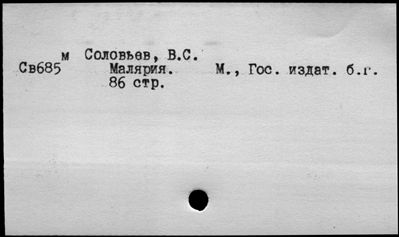 м Соловьев, В.С.
Св685 Малярия. М., Гос. издат. б.г.
86 стр.